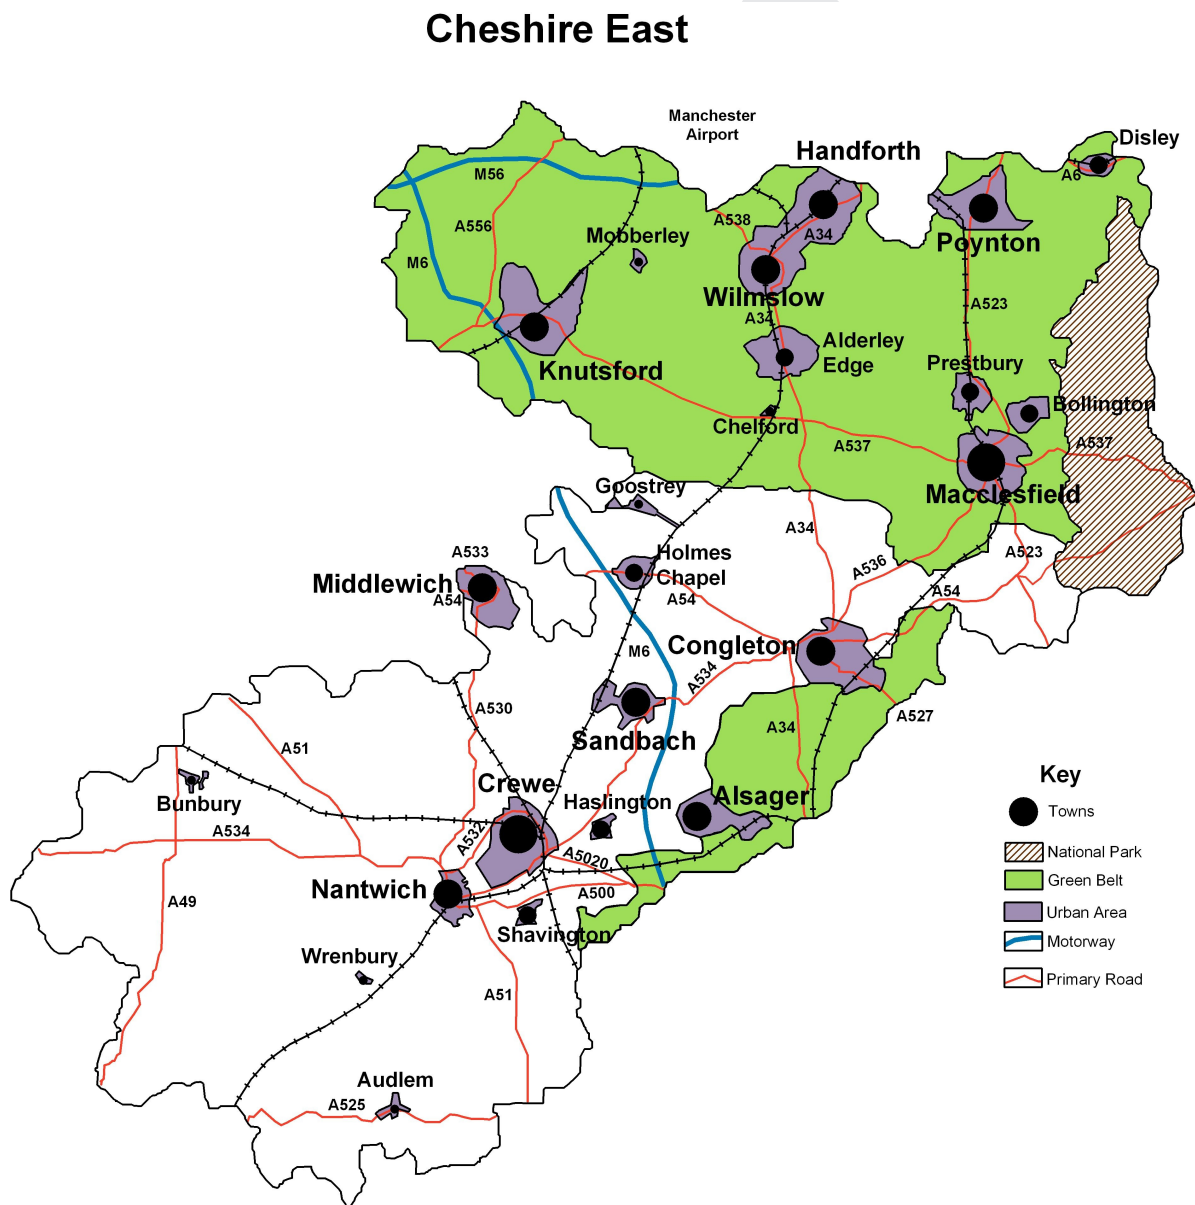 Cheshire East
Manchester
Airport
Handforth
Disley
M56
A6
A556
A538
A34
Mobberley
Poynton
M6
Wilmslow
A523
A34
Alderley
Edge
Prestbury
Knutsford
Bollington
Chelford
A537
A537
Macclesfield
Goostrey
A34
A533
Holmes
Chapel
A523
A536
Middlewich
A54
A54
A54
Congleton
M6
A534
A530
A527
A34
Sandbach
A51
Key
Crewe
Bunbury
Haslington
Alsager
Towns
A534
A532
National Park
A5020
Green Belt
Nantwich
A500
A49
Urban Area
Shavington
Motorway
Wrenbury
Primary Road
A51
Audlem
A525